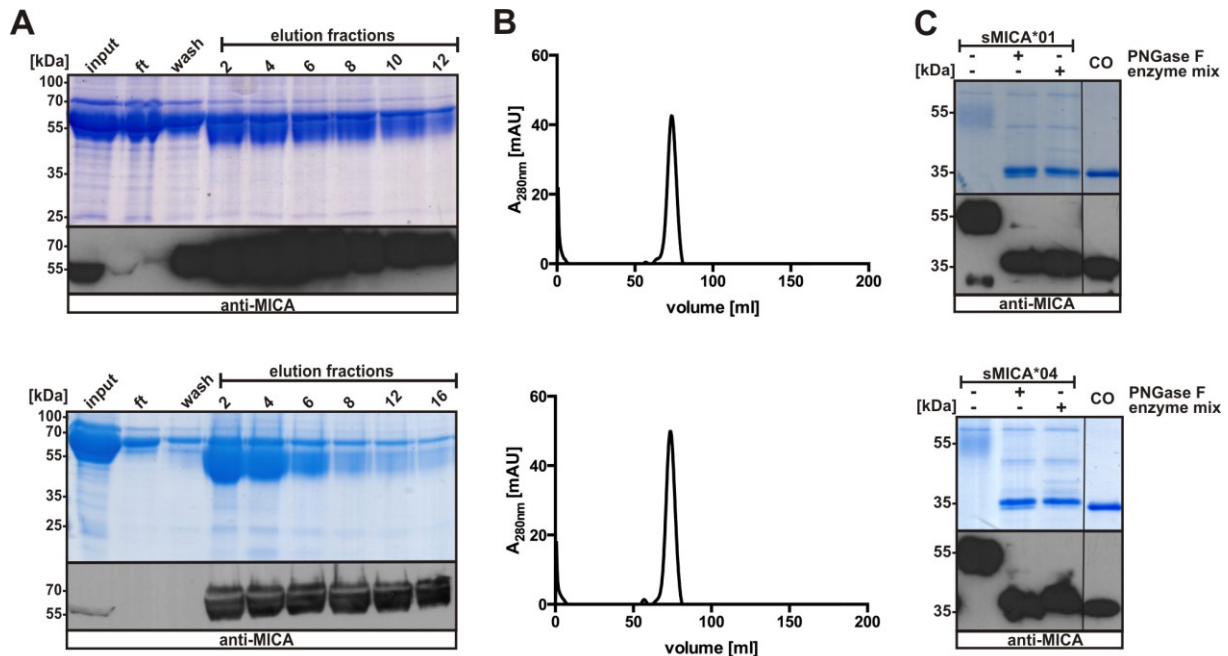 A
elution fractions
[kDa]
input
ft
wash
2
4
6
8
10
12
100
70
55
35
25
70
55
anti-MICA
elution fractions
[kDa]
input
ft
wash
2
4
6
8
12
16
100
70
55
35
25
70
55
anti-MICA
B
60
40
20
0
A280nm [mAU]
0 50 100 150 200
volume [ml]
60
40
20
0
A280nm [mAU]
0 50 100 150 200
volume [ml]
C
sMICA*01
- + - CO PNGase F
[kDa] - - + enzyme mix
55
35
55
35
anti-MICA
sMICA*04
- + - CO PNGase F
[kDa] - - + enzyme mix
55
35
55
35
anti-MICA